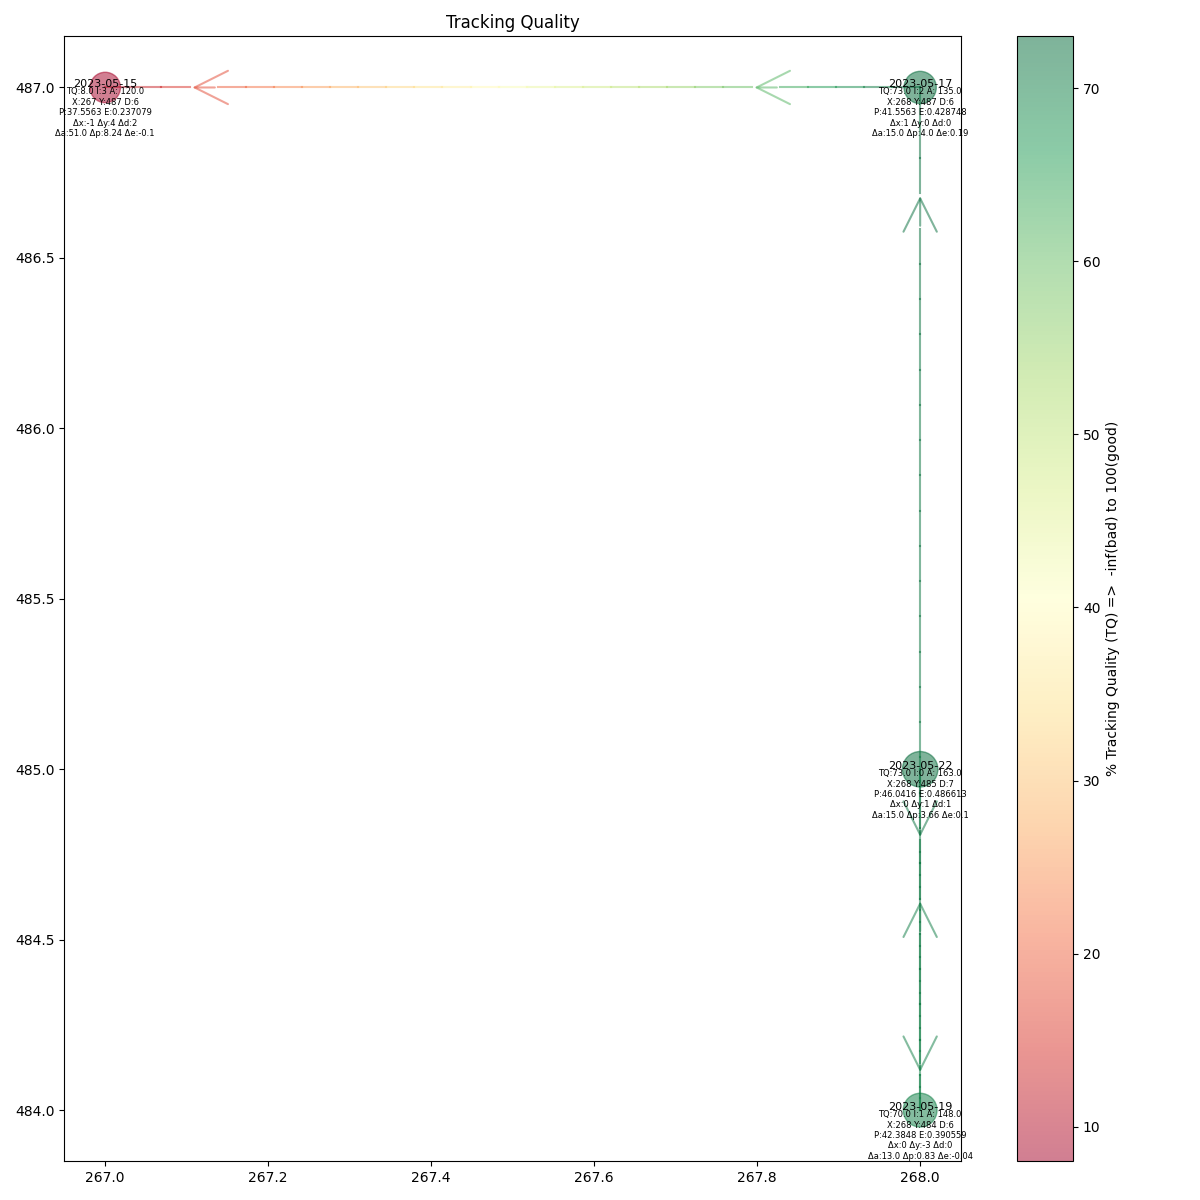 Tracking Quality
487.0
486.5
486.0
485.5
485.0
484.5
484.0
2023-05-15
TQ:8.0 I:3 A: 120.0
X:267 Y:487 D:6
P:37.5563 E:0.237079
Δx:-1 Δy:4 Δd:2
Δa:51.0 Δp:8.24 Δe:-0.1
2023-05-17
TQ:73.0 I:2 A: 135.0
X:268 Y:487 D:6
P:41.5563 E:0.428748
Δx:1 Δy:0 Δd:0
Δa:15.0 Δp:4.0 Δe:0.19
2023-05-22
TQ:73.0 I:0 A: 163.0
X:268 Y:485 D:7
P:46.0416 E:0.486613
Δx:0 Δy:1 Δd:1
Δa:15.0 Δp:3.66 Δe:0.1
2023-05-19
TQ:70.0 I:1 A: 148.0
X:268 Y:484 D:6
P:42.3848 E:0.390559
Δx:0 Δy:-3 Δd:0
Δa:13.0 Δp:0.83 Δe:-0.04
267.0 267.2 267.4 267.6 267.8 268.0
70
60
50
40
30
20
10
% Tracking Quality (TQ) =>  -inf(bad) to 100(good)